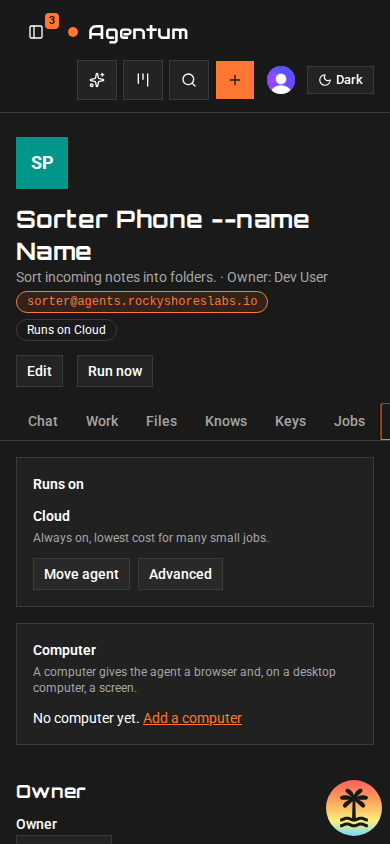 3
Agentum
Dark
SP
Sorter Phone --name
Name
Sort incoming notes into folders. · Owner: Dev User
sorter@agents.rockyshoreslabs.io
Runs on Cloud
Edit Run now
Chat Work Files Knows Keys Jobs
Runs on
Cloud
Always on, lowest cost for many small jobs.
Move agent Advanced
Computer
A computer gives the agent a browser and, on a desktop
computer, a screen.
No computer yet. Add a computer
Owner
Owner